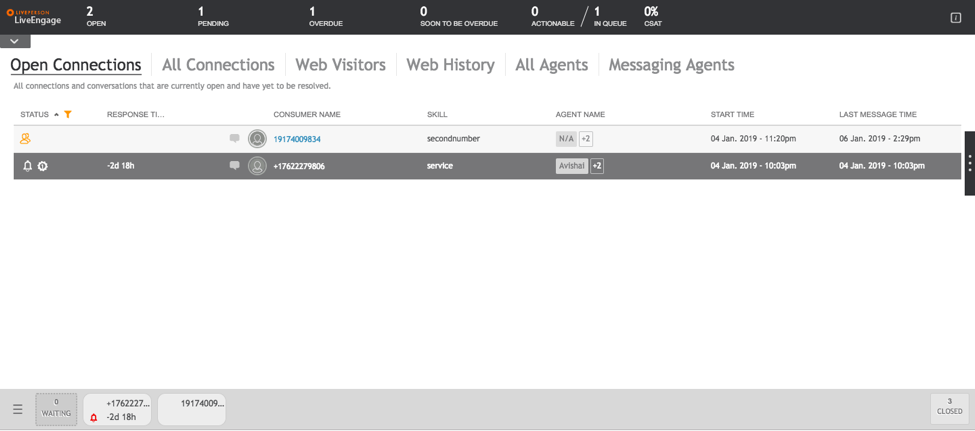 LIVEPERSON
LiveEngage
2 OPEN
1 PENDING
1 OVERDUE
0 SOON TO BE OVERDUE
0 ACTIONABLE
1 IN QUEUE
0% CSAT
Open Connections All Connections Web Visitors Web History All Agents Messaging Agents
All connections and conversations that are currently open and have yet to be resolved.
STATUS RESPONSE TI... CONSUMER NAME SKILL AGENT NAME START TIME LAST MESSAGE TIME
19174009834 secondnumber N/A +2 04 Jan. 2019 - 11:20pm 06 Jan. 2019 - 2:29pm
-2d 18h +17622279806 service Avishai +2 04 Jan. 2019 - 10:03pm 04 Jan. 2019 - 10:03pm
0 WAITING
+1762227...
-2d 18h
19174009...
3 CLOSED